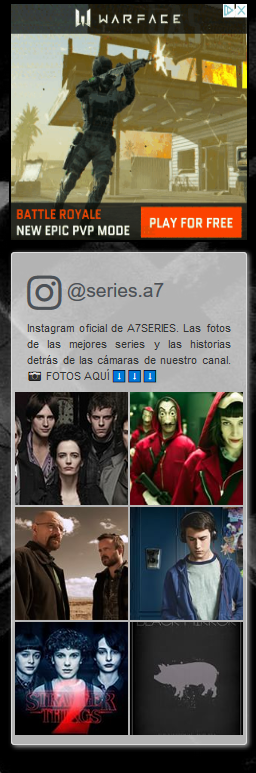 WARFACE
BATTLE ROYALE
NEW EPIC PVP MODE
PLAY FOR FREE
@series.a7
Instagram oficial de A7SERIES. Las fotos
de las mejores series y las historias
detrás de las cámaras de nuestro canal.
📷 FOTOS AQUÍ ⬇⬇⬇
STRANGER
THINGS
2
BLACK MIRROR